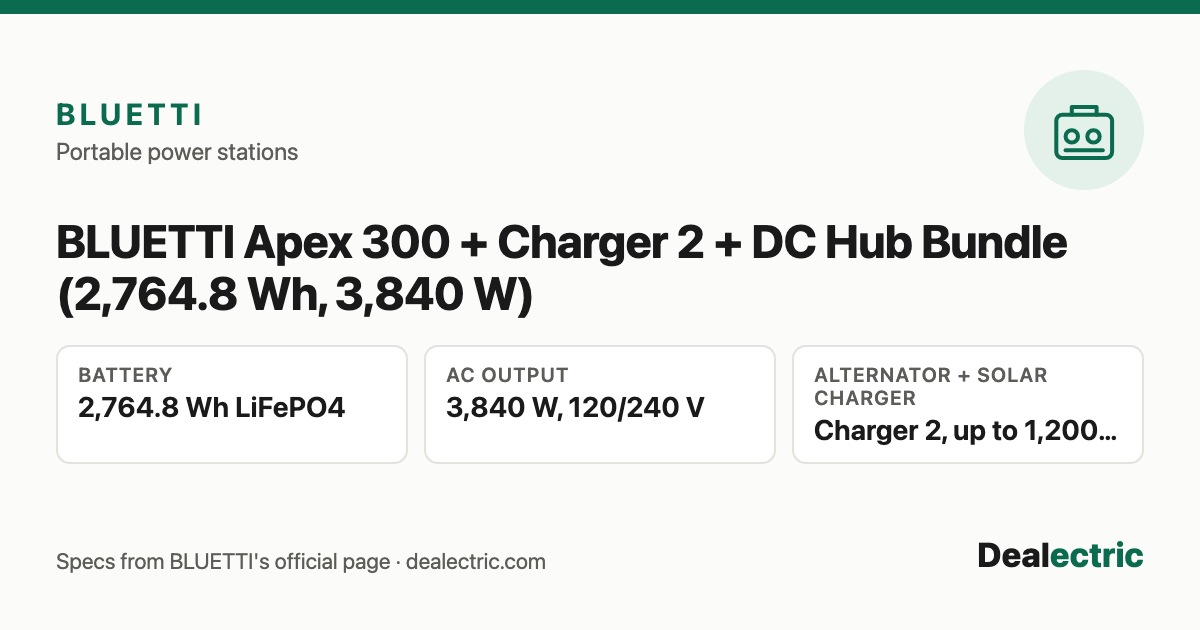 BLUETTI
Portable power stations
BLUETTI Apex 300 + Charger 2 + DC Hub Bundle
(2,764.8 Wh, 3,840 W)
BATTERY
2,764.8 Wh LiFePO4
AC OUTPUT
3,840 W, 120/240 V
ALTERNATOR + SOLAR
CHARGER
Charger 2, up to 1,200…
Specs from BLUETTI's official page · dealectric.com
Dealectric